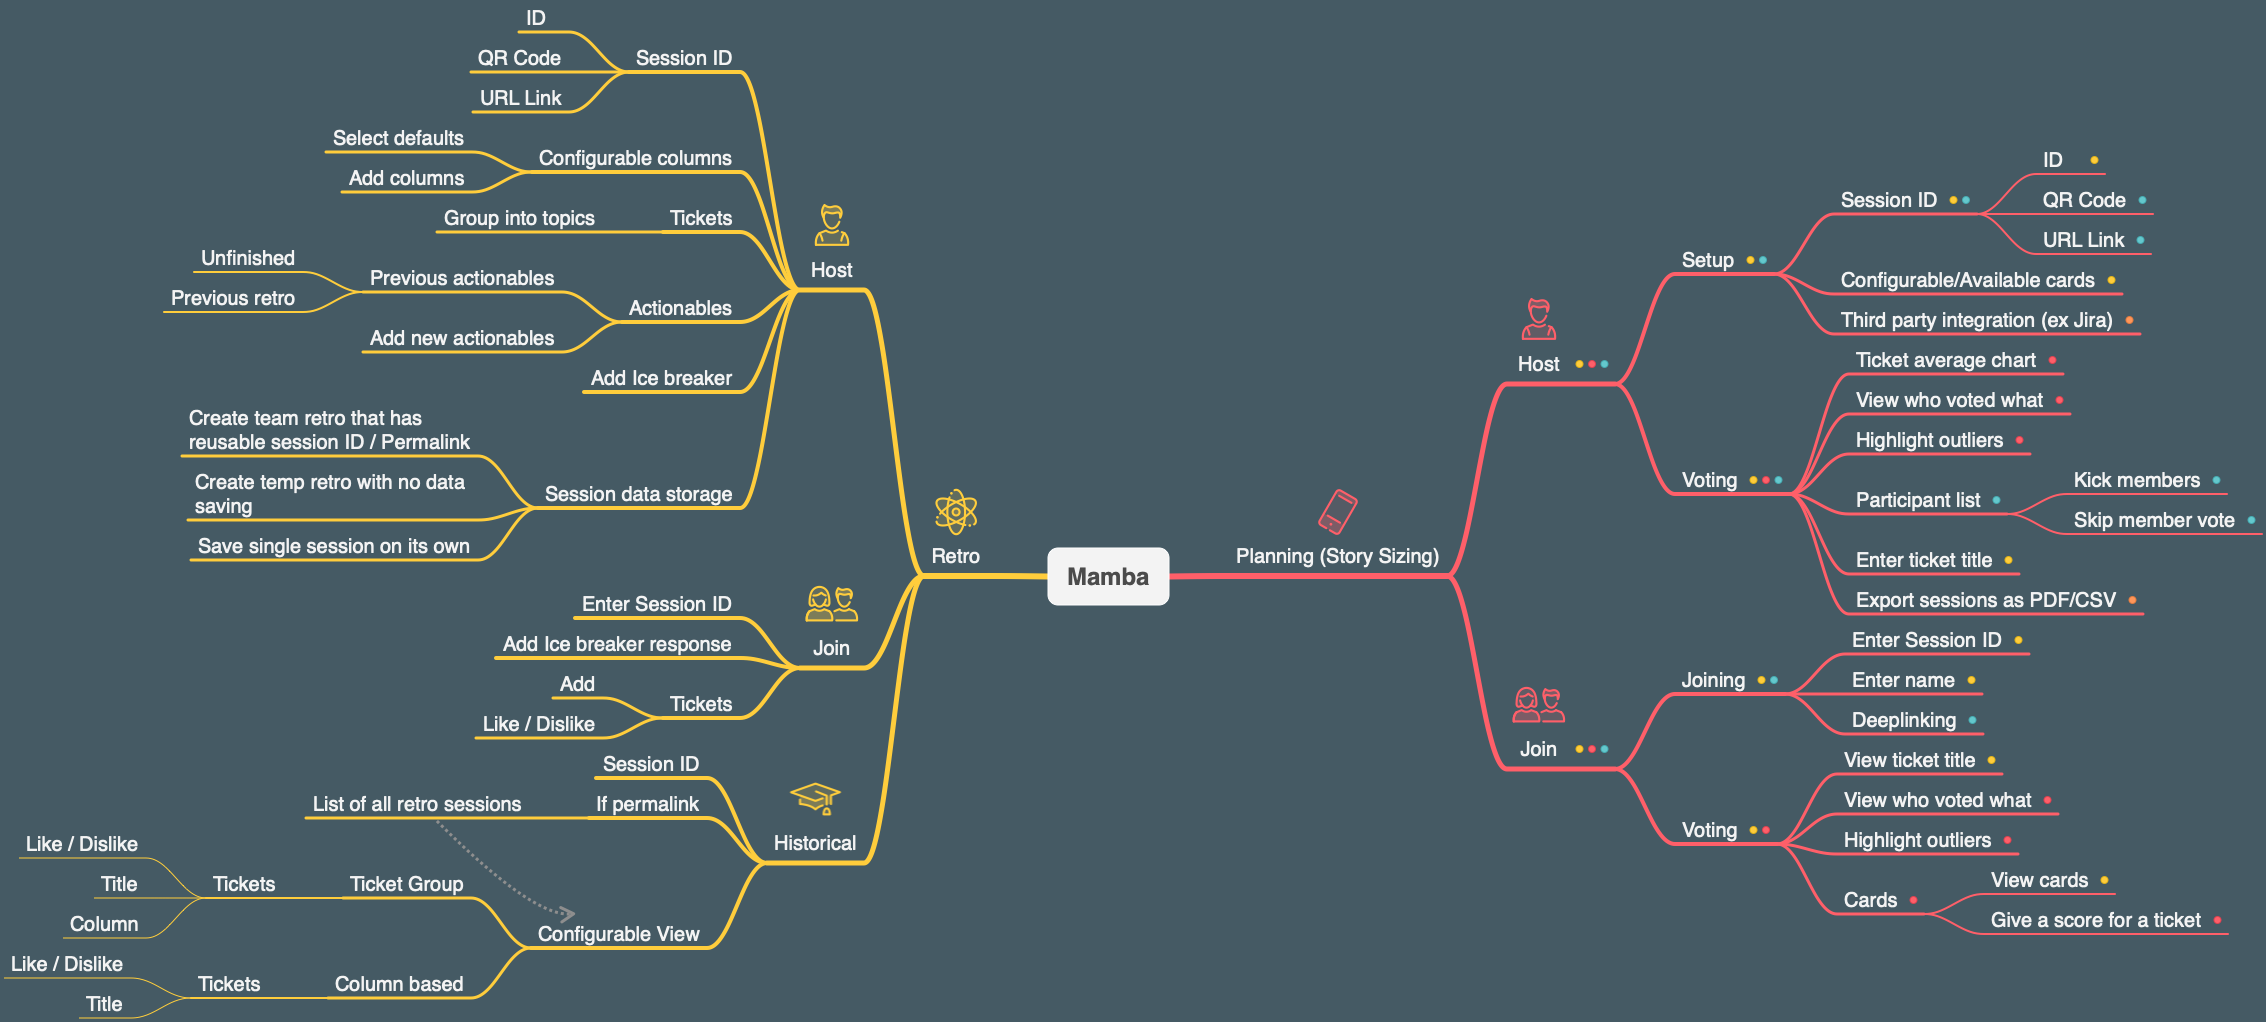 ID
QR Code
URL Link
Session ID
Select defaults
Add columns
Configurable columns
Group into topics
Tickets
Unfinished
Previous retro
Previous actionables
Add new actionables
Actionables
Add Ice breaker
Create team retro that has
reusable session ID / Permalink
Create temp retro with no data
saving
Save single session on its own
Session data storage
Host
Enter Session ID
Add Ice breaker response
Add
Like / Dislike
Tickets
Join
Session ID
List of all retro sessions
If permalink
Like / Dislike
Title
Column
Tickets
Ticket Group
Like / Dislike
Title
Tickets
Column based
Configurable View
Historical
Retro
Mamba
Planning (Story Sizing)
Host
Setup
Session ID
ID
QR Code
URL Link
Configurable/Available cards
Third party integration (ex Jira)
Voting
Ticket average chart
View who voted what
Highlight outliers
Participant list
Kick members
Skip member vote
Enter ticket title
Export sessions as PDF/CSV
Join
Joining
Enter Session ID
Enter name
Deeplinking
Voting
View ticket title
View who voted what
Highlight outliers
Cards
View cards
Give a score for a ticket